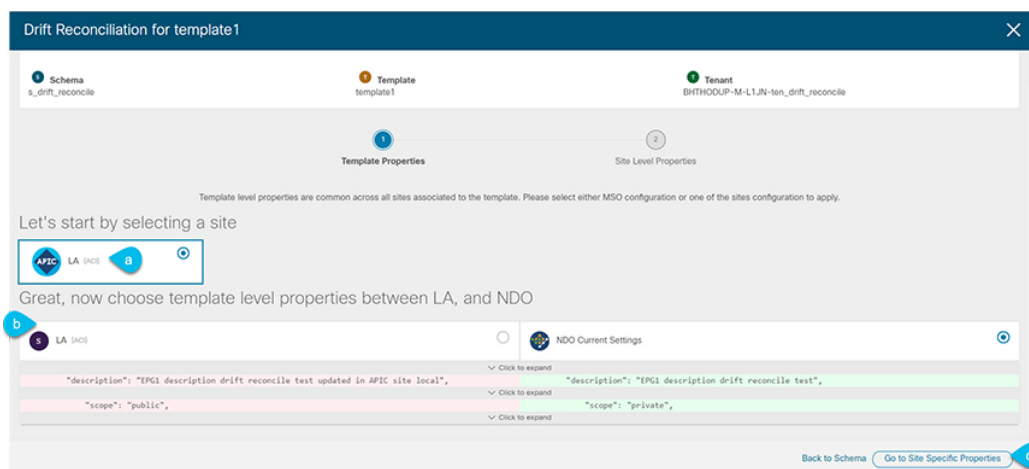 Drift Reconciliation for template1
S Schema
s_drift_reconcile
T Template
template1
T Tenant
BHTHODUP-M-L1JN-ten_drift_reconcile
1
2
Template Properties
Site Level Properties
Template level properties are common across all sites associated to the template. Please select either MSO configuration or one of the sites configuration to apply.
Let's start by selecting a site
APIC LA (ACI) a
Great, now choose template level properties between LA, and NDO
b
S LA (ACI)
NDO Current Settings
Click to expand
"description": "EPG1 description drift reconcile test updated in APIC site local",
"description": "EPG1 description drift reconcile test",
Click to expand
"scope": "public",
"scope": "private",
Click to expand
Back to Schema Go to Site Specific Properties